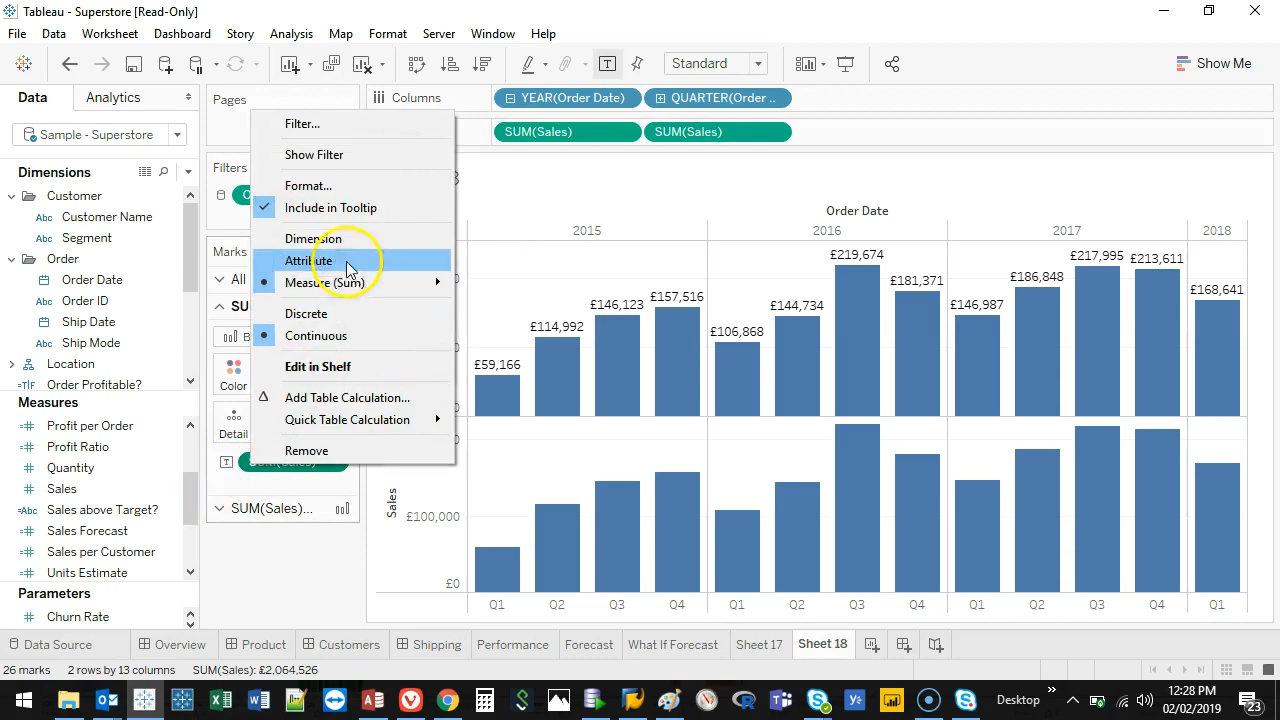 Tableau - Superstore [Read-Only]
File Data Worksheet Dashboard Story Analysis Map Format Server Window Help
Standard
Show Me
Data Analytics
Pages
Columns
YEAR(Order Date) QUARTER(Order ..
SUM(Sales) SUM(Sales)
Sample - Superstore
Dimensions
Customer
Abc Customer Name
Abc Segment
Order
Order Date
Abc Order ID
Ship Date
Abc Ship Mode
Location
=T|F Order Profitable?
Measures
Profit per Order
Profit Ratio
Quantity
Sales
=Abc Sales above Target?
Sales Forecast
Sales per Customer
Units Estimate
Parameters
Churn Rate
Filters
Marks
All
SUM
Color
Detail
T SUM(Sales)
SUM(Sales)...
Filter...
Show Filter
Format...
Include in Tooltip
Dimension
Attribute
Measure (Sum)
Discrete
Continuous
Edit in Shelf
Add Table Calculation...
Quick Table Calculation
Remove
Order Date
2015 2016 2017 2018
£59,166 £114,992 £146,123 £157,516 £106,868 £144,734 £219,674 £181,371 £146,987 £186,848 £217,995 £213,611 £168,641
Sales
£100,000
£0
Q1 Q2 Q3 Q4 Q1 Q2 Q3 Q4 Q1 Q2 Q3 Q4 Q1
Data Source Overview Product Customers Shipping Performance Forecast What If Forecast Sheet 17 Sheet 18
26 marks 2 rows by 13 columns SUM(Sales): £2,064,526
Desktop
12:28 PM
02/02/2019
23